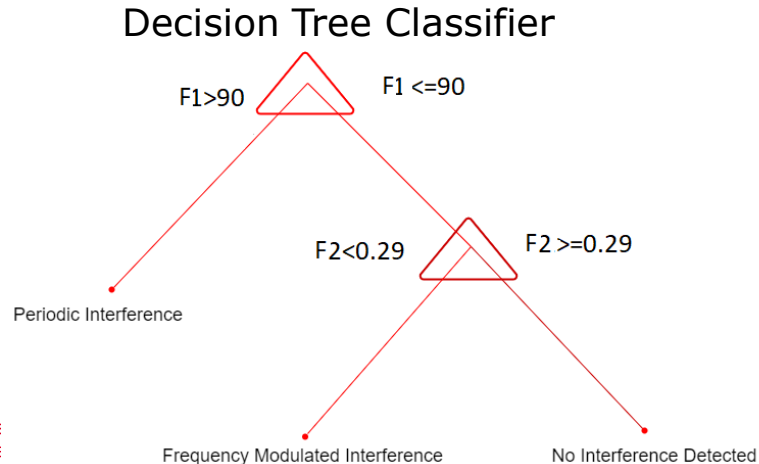 Decision Tree Classifier
F1>90
F1 <=90
F2<0.29
F2 >=0.29
Periodic Interference
Frequency Modulated Interference
No Interference Detected